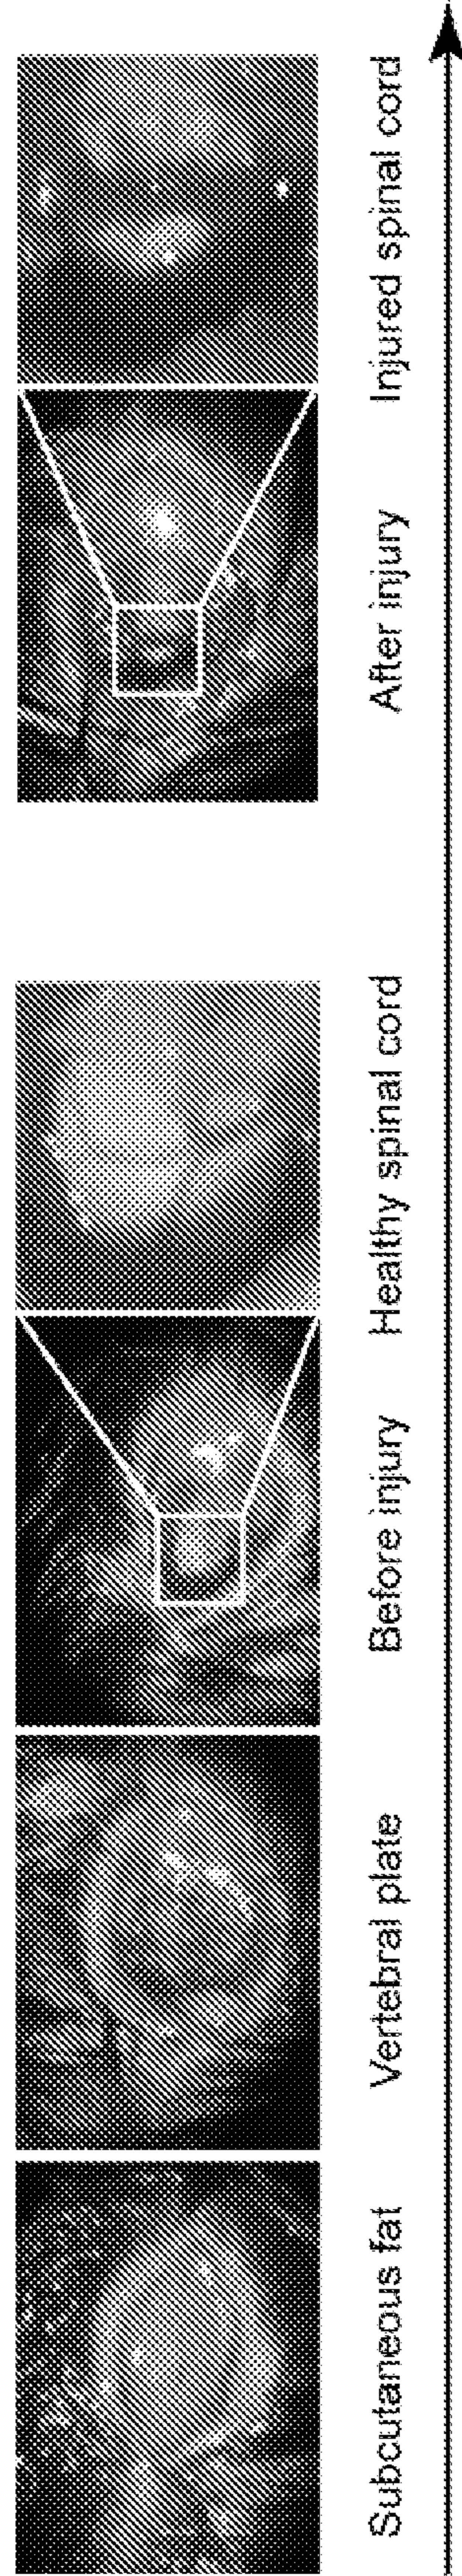 Subcutaneous fat
Vertebral plate
Before injury
Healthy spinal cord
After injury
Injured spinal cord